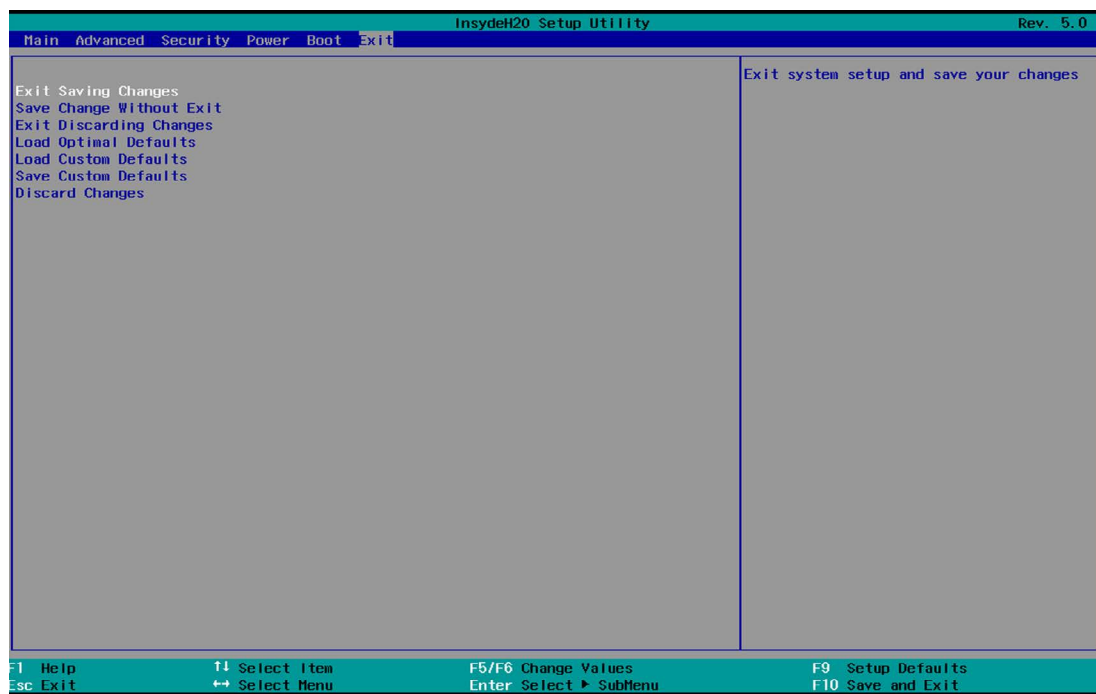 InsydeH20 Setup Utility Rev. 5.0
Main Advanced Security Power Boot Exit
Exit system setup and save your changes
Exit Saving Changes
Save Change Without Exit
Exit Discarding Changes
Load Optimal Defaults
Load Custom Defaults
Save Custom Defaults
Discard Changes
F1 Help ↑↓ Select Item F5/F6 Change Values F9 Setup Defaults
Esc Exit ↔ Select Menu Enter Select ▶ SubMenu F10 Save and Exit